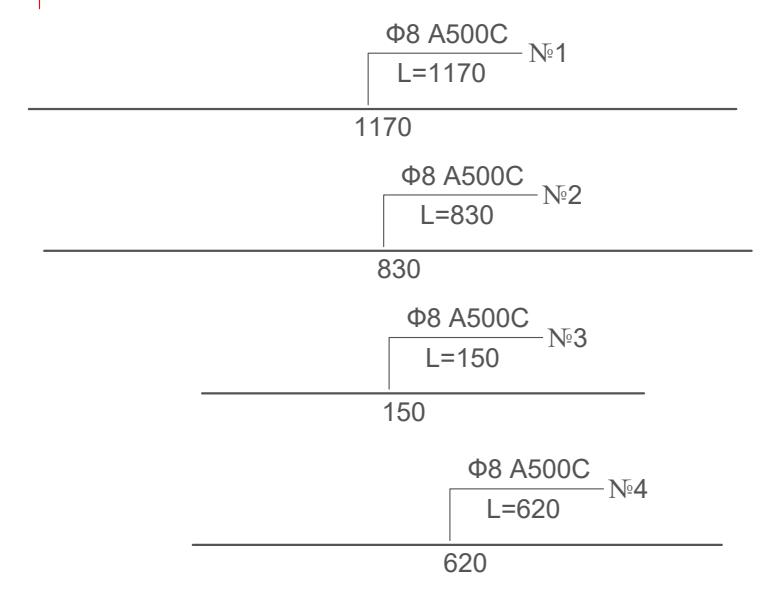 Ф8 А500С
№1
L=1170
1170
Ф8 А500С
№2
L=830
830
Ф8 А500С
№3
L=150
150
Ф8 А500С
№4
L=620
620